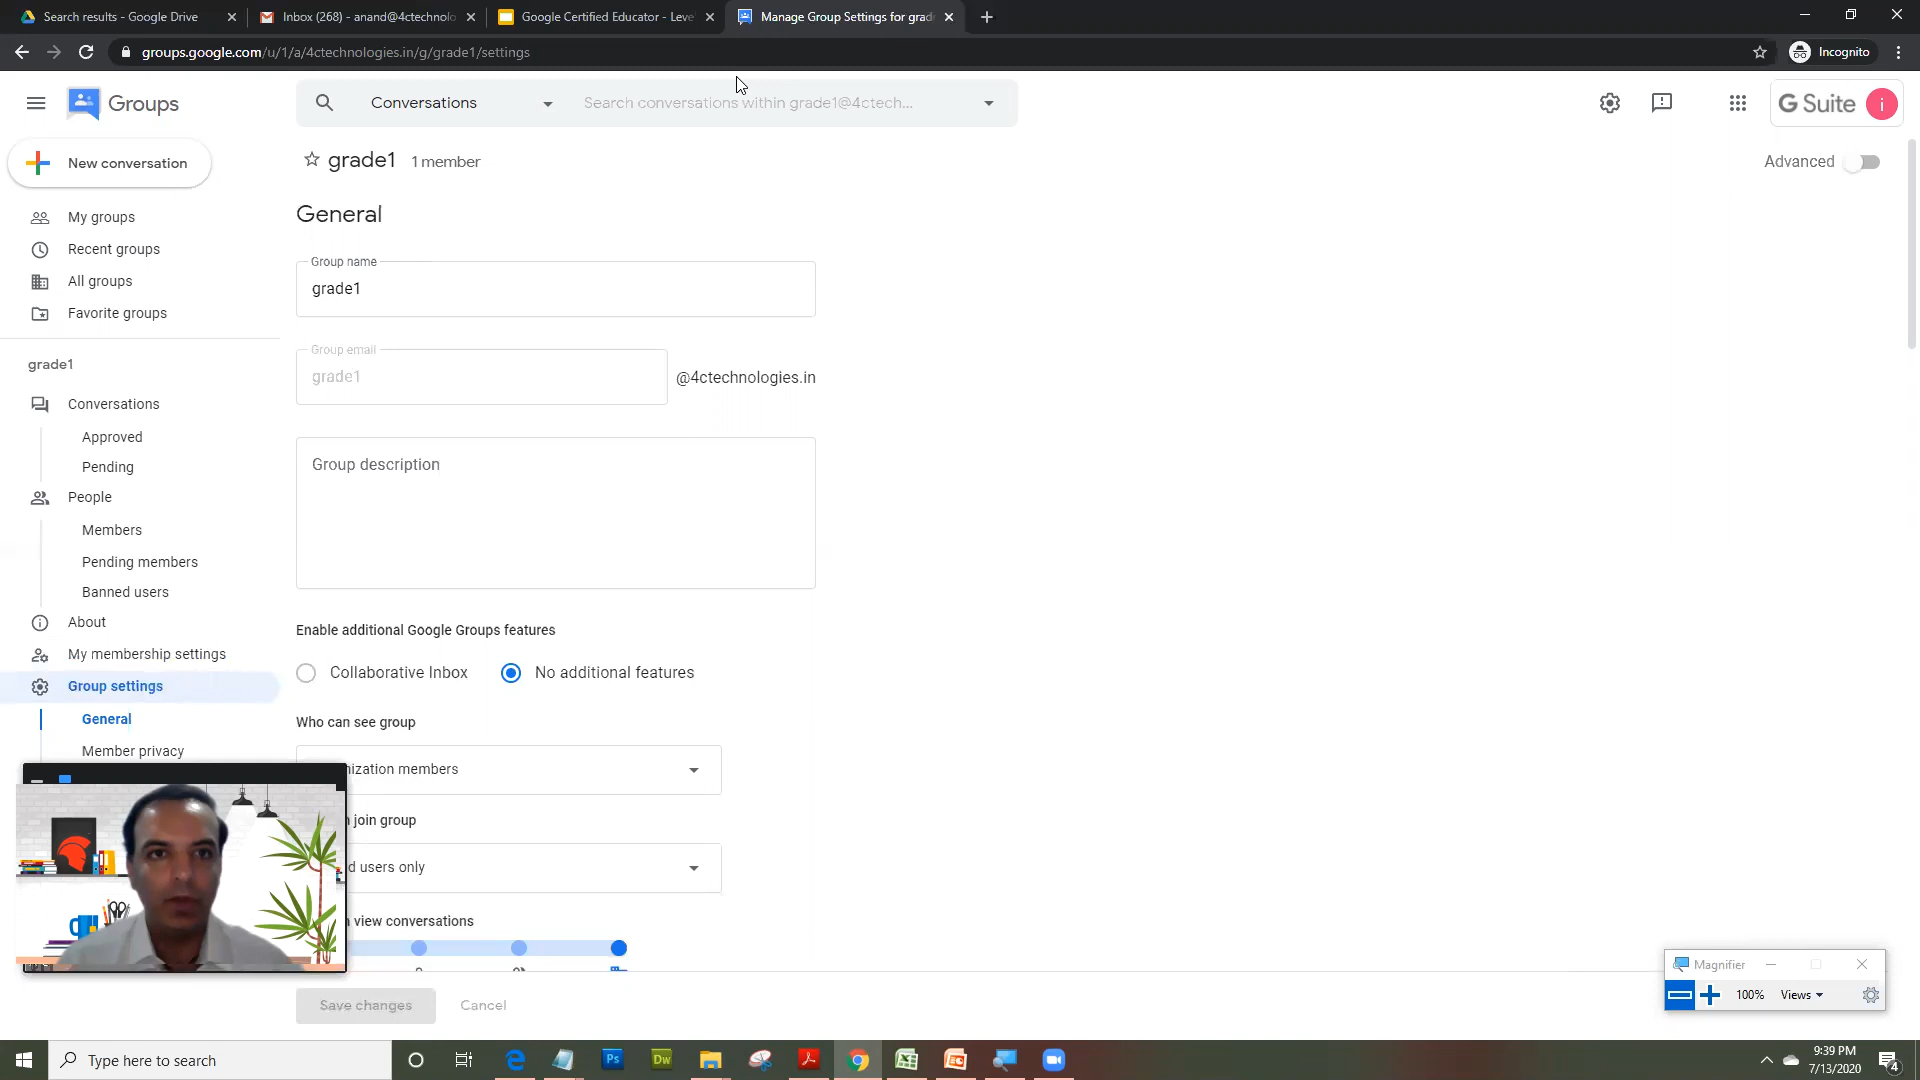 Search results - Google Drive
Inbox (268) - anand@4ctechnolo
Google Certified Educator - Leve
Manage Group Settings for grad
groups.google.com/u/1/a/4ctechnologies.in/g/grade1/settings
Incognito
Groups
Conversations
Search conversations within grade1@4ctech...
G Suite
i
New conversation
grade1
1 member
Advanced
General
My groups
Recent groups
All groups
Favorite groups
Group name
grade1
Group email
grade1
@4ctechnologies.in
grade1
Conversations
Approved
Pending
People
Members
Pending members
Banned users
About
My membership settings
Group settings
General
Member privacy
Group description
Enable additional Google Groups features
Collaborative Inbox
No additional features
Who can see group
nization members
join group
d users only
view conversations
Save changes
Cancel
Magnifier
100%
Views
Type here to search
Ps
Dw
9:39 PM
7/13/2020
4